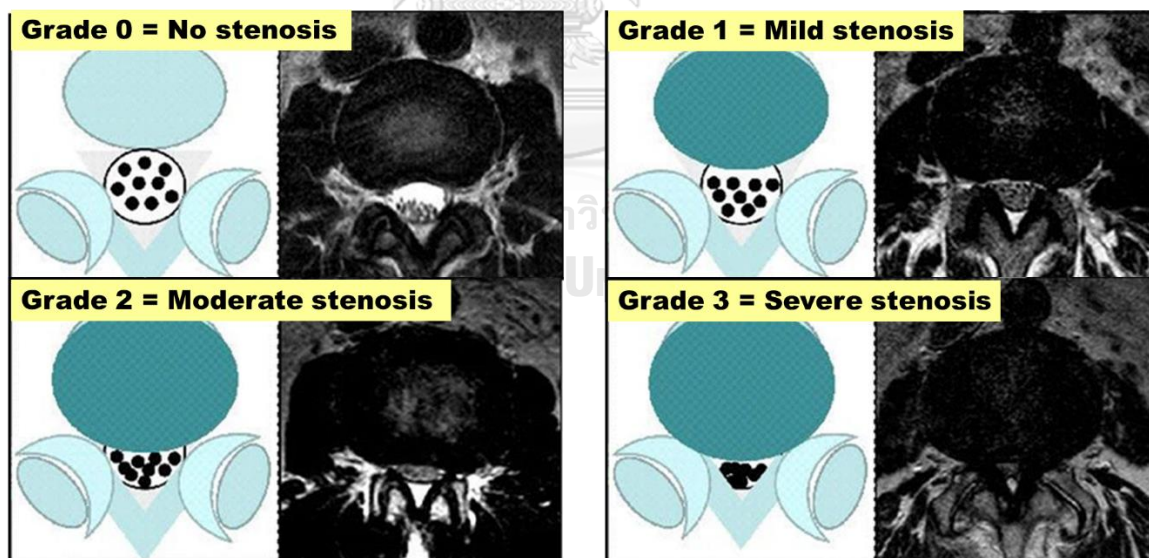 Grade 0 = No stenosis
Grade 1 = Mild stenosis
Grade 2 = Moderate stenosis
Grade 3 = Severe stenosis